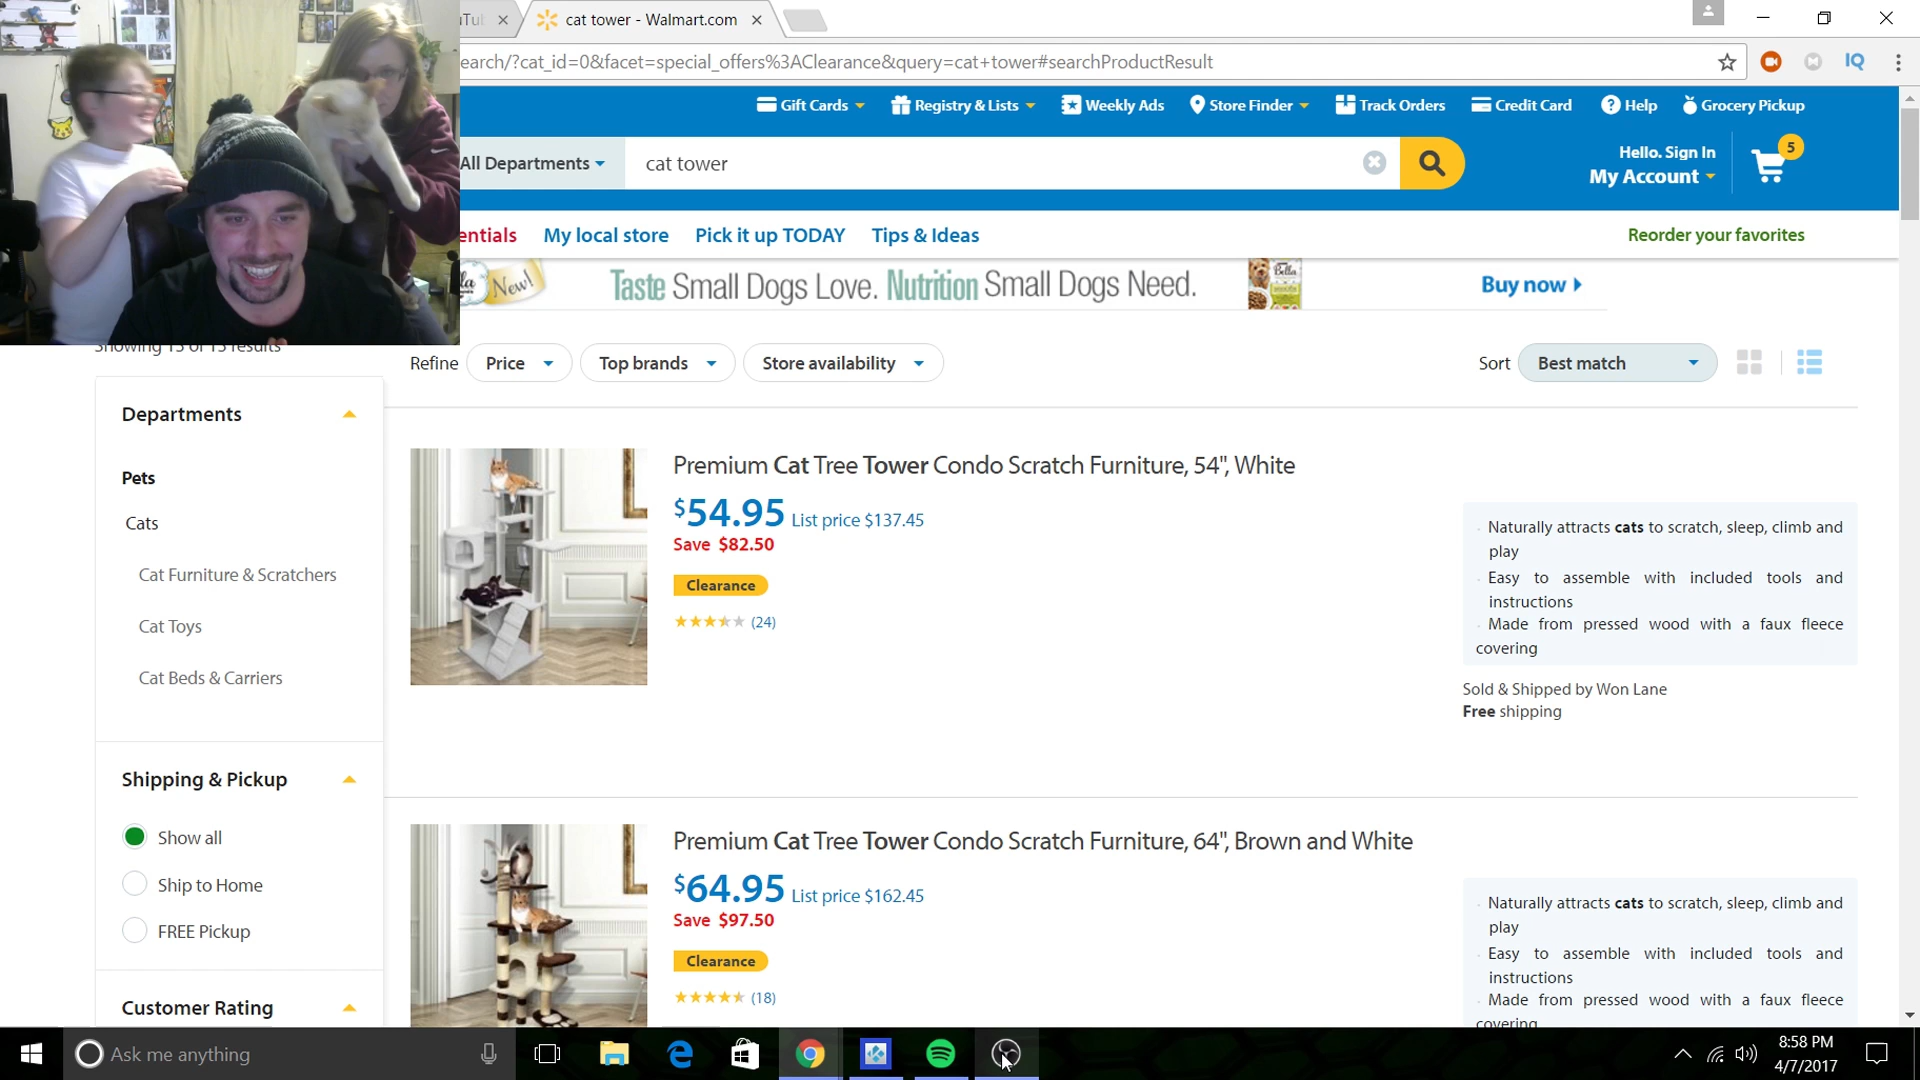 cat tower - Walmart.com
earch/?cat_id=0&facet=special_offers%3AClearance&query=cat+tower#searchProductResult
IQ
Gift Cards
Registry & Lists
Weekly Ads
Store Finder
Track Orders
Credit Card
Help
Grocery Pickup
All Departments
cat tower
Hello. Sign In
My Account
5
entials
My local store
Pick it up TODAY
Tips & Ideas
Reorder your favorites
New!
Taste Small Dogs Love. Nutrition Small Dogs Need.
Bella
Buy now
Showing 15 of 15 results
Refine
Price
Top brands
Store availability
Sort
Best match
Departments
Pets
Cats
Cat Furniture & Scratchers
Cat Toys
Cat Beds & Carriers
Shipping & Pickup
Show all
Ship to Home
FREE Pickup
Customer Rating
Premium Cat Tree Tower Condo Scratch Furniture, 54", White
$54.95 List price $137.45
Save $82.50
Clearance
(24)
Naturally attracts cats to scratch, sleep, climb and
play
Easy to assemble with included tools and
instructions
Made from pressed wood with a faux fleece
covering
Sold & Shipped by Won Lane
Free shipping
Premium Cat Tree Tower Condo Scratch Furniture, 64", Brown and White
$64.95 List price $162.45
Save $97.50
Clearance
(18)
Naturally attracts cats to scratch, sleep, climb and
play
Easy to assemble with included tools and
instructions
Made from pressed wood with a faux fleece
covering
Ask me anything
8:58 PM
4/7/2017